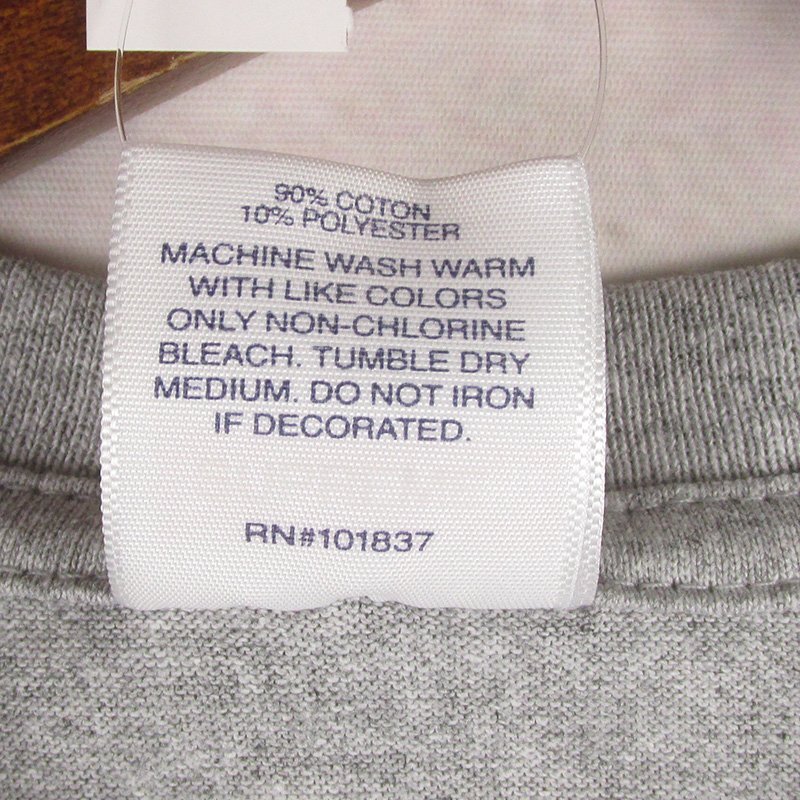 90% COTON
10% POLYESTER
MACHINE WASH WARM
WITH LIKE COLORS
ONLY NON-CHLORINE
BLEACH. TUMBLE DRY
MEDIUM. DO NOT IRON
IF DECORATED.
RN#101837